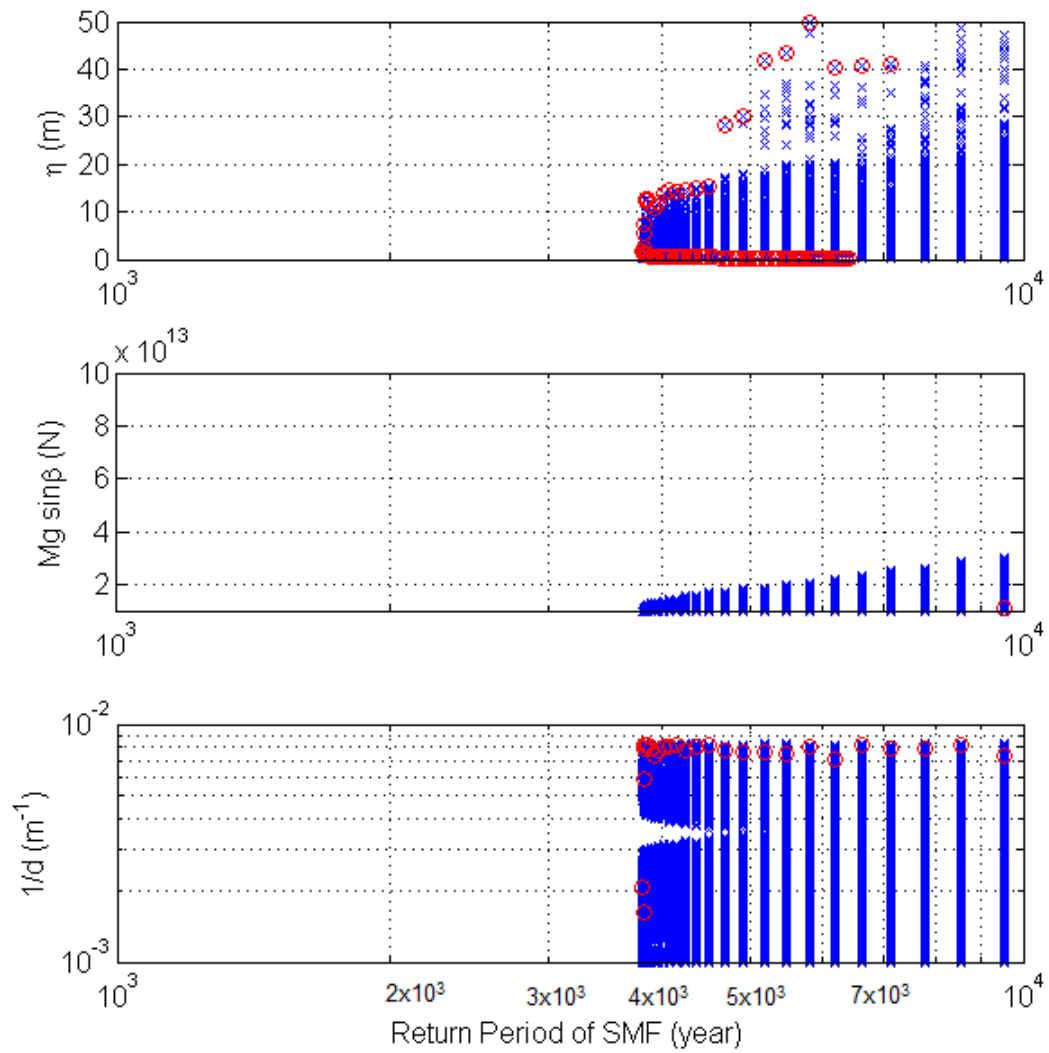 50
40
30
20
10
0
η (m)
10³ 10⁴
x 10¹³
10
8
6
4
2
Mg sinβ (N)
10³ 10⁴
10⁻²
1/d (m⁻¹)
10⁻³
10³ 2x10³ 3x10³ 4x10³ 5x10³ 7x10³ 10⁴
Return Period of SMF (year)